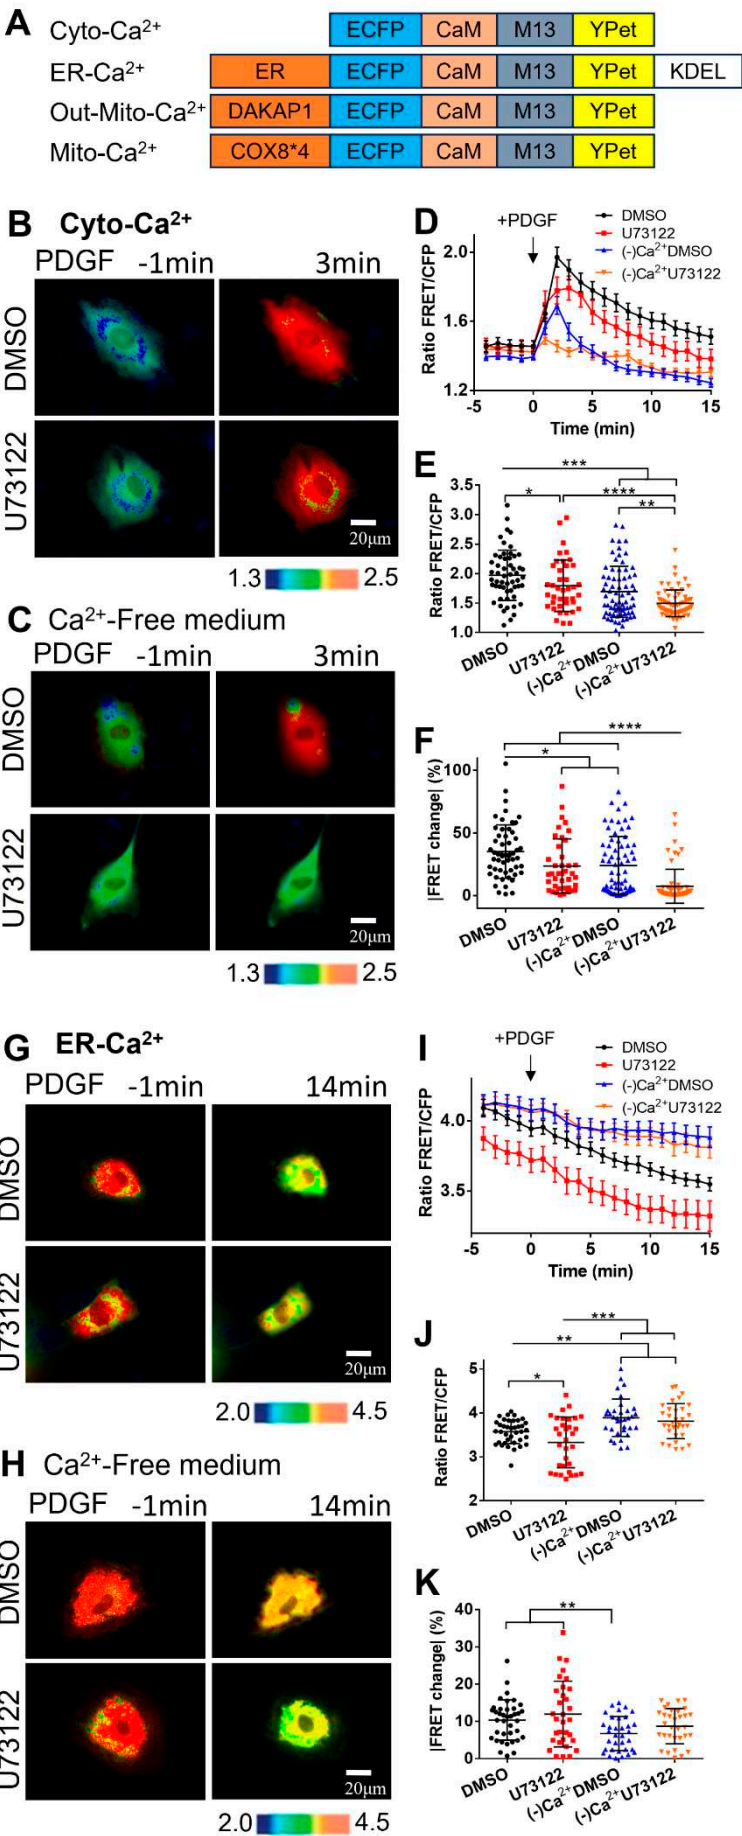 A
Cyto-Ca²⁺ ECFP CaM M13 YPet
ER-Ca²⁺ ER ECFP CaM M13 YPet KDEL
Out-Mito-Ca²⁺ DAKAP1 ECFP CaM M13 YPet
Mito-Ca²⁺ COX8*4 ECFP CaM M13 YPet
B Cyto-Ca²⁺
PDGF -1min 3min
DMSO
U73122
20μm
1.3 2.5
C Ca²⁺-Free medium
PDGF -1min 3min
DMSO
U73122
20μm
1.3 2.5
D
+PDGF
DMSO
U73122
(-)Ca²⁺DMSO
(-)Ca²⁺U73122
Ratio FRET/CFP
2.0
1.6
1.2
-5 0 5 10 15
Time (min)
E
***
* ****
**
Ratio FRET/CFP
3.5
3.0
2.5
2.0
1.5
1.0
DMSO
U73122
(-)Ca²⁺DMSO
(-)Ca²⁺U73122
F
****
*
|FRET change| (%)
100
50
0
DMSO
U73122
(-)Ca²⁺DMSO
(-)Ca²⁺U73122
G ER-Ca²⁺
PDGF -1min 14min
DMSO
U73122
20μm
2.0 4.5
H Ca²⁺-Free medium
PDGF -1min 14min
DMSO
U73122
20μm
2.0 4.5
I
+PDGF
DMSO
U73122
(-)Ca²⁺DMSO
(-)Ca²⁺U73122
Ratio FRET/CFP
4.0
3.5
-5 0 5 10 15
Time (min)
J
***
**
*
Ratio FRET/CFP
5
4
3
2
DMSO
U73122
(-)Ca²⁺DMSO
(-)Ca²⁺U73122
K
**
|FRET change| (%)
40
30
20
10
0
DMSO
U73122
(-)Ca²⁺DMSO
(-)Ca²⁺U73122